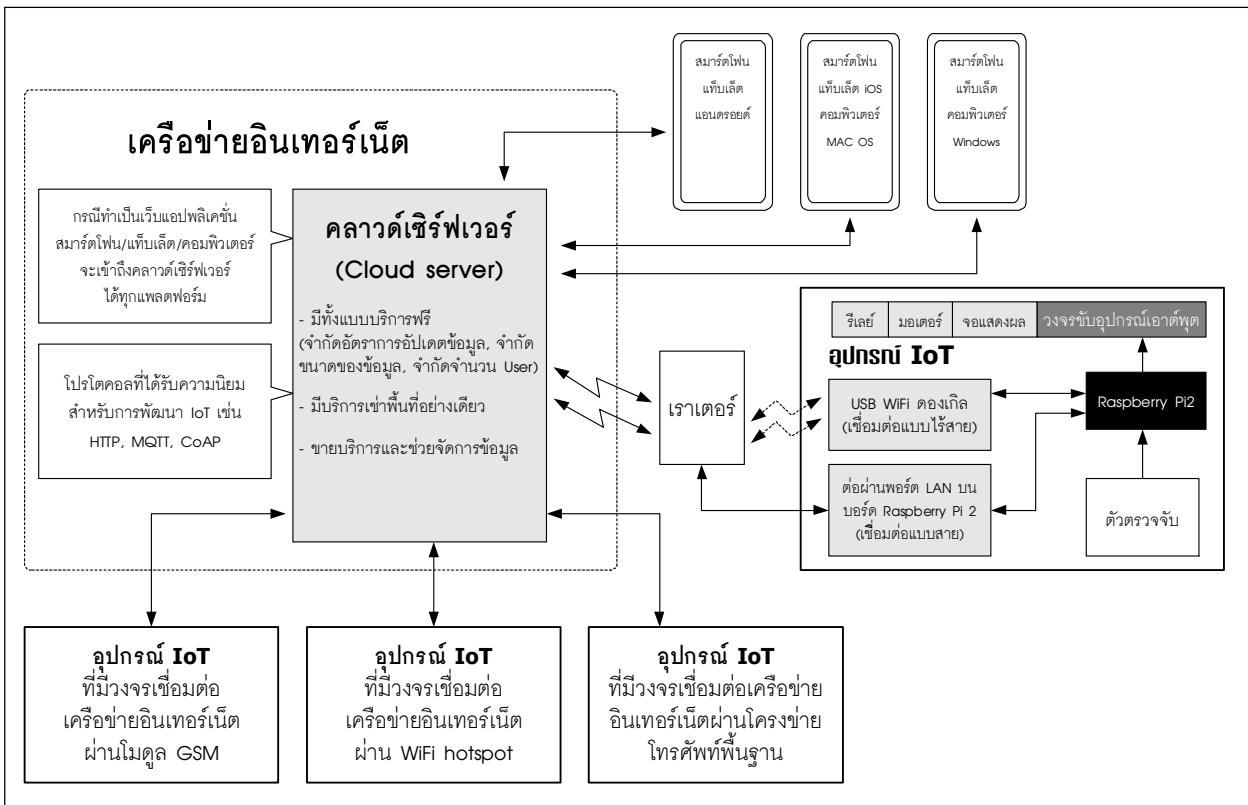 สมาร์ตโฟน
แท็บเล็ต
แอนดรอยด์
สมาร์ตโฟน
แท็บเล็ต iOS
คอมพิวเตอร์
MAC OS
สมาร์ตโฟน
แท็บเล็ต
คอมพิวเตอร์
Windows
เครือข่ายอินเทอร์เน็ต
กรณีทำเป็นเว็บแอปพลิเคชั่น
สมาร์ตโฟน/แท็บเล็ต/คอมพิวเตอร์
จะเข้าถึงคลาวด์เซิร์ฟเวอร์
ได้ทุกแพลตฟอร์ม
โปรโตคอลที่ได้รับความนิยม
สำหรับการพัฒนา IoT เช่น
HTTP, MQTT, CoAP
คลาวด์เซิร์ฟเวอร์
(Cloud server)
- มีทั้งแบบบริการฟรี
(จำกัดอัตราการอัปเดตข้อมูล, จำกัด
ขนาดของข้อมูล, จำกัดจำนวน User)
- มีบริการเช่าพื้นที่อย่างเดียว
- ขายบริการและช่วยจัดการข้อมูล
เราเตอร์
รีเลย์
มอเตอร์
จอแสดงผล
วงจรขับอุปกรณ์เอาต์พุต
อุปกรณ์ IoT
USB WiFi ดองเกิล
(เชื่อมต่อแบบไร้สาย)
Raspberry Pi2
ต่อผ่านพอร์ต LAN บน
บอร์ด Raspberry Pi 2
(เชื่อมต่อแบบสาย)
ตัวตรวจจับ
อุปกรณ์ IoT
ที่มีวงจรเชื่อมต่อ
เครือข่ายอินเทอร์เน็ต
ผ่านโมดูล GSM
อุปกรณ์ IoT
ที่มีวงจรเชื่อมต่อ
เครือข่ายอินเทอร์เน็ต
ผ่าน WiFi hotspot
อุปกรณ์ IoT
ที่มีวงจรเชื่อมต่อเครือข่าย
อินเทอร์เน็ตผ่านโครงข่าย
โทรศัพท์พื้นฐาน